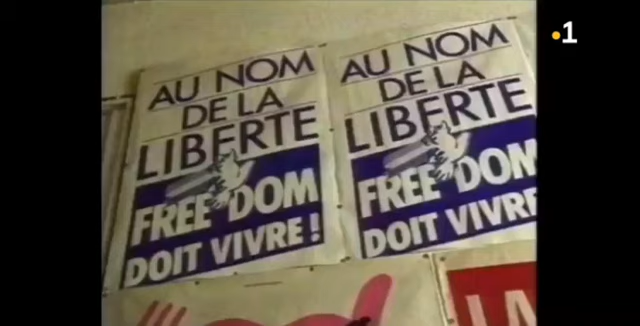 1
AU NOM
DE LA
LIBERTE
FREE DOM
DOIT VIVRE !
AU NOM
DE LA
LIBERTE
FREE DOM
DOIT VIVRE
LA